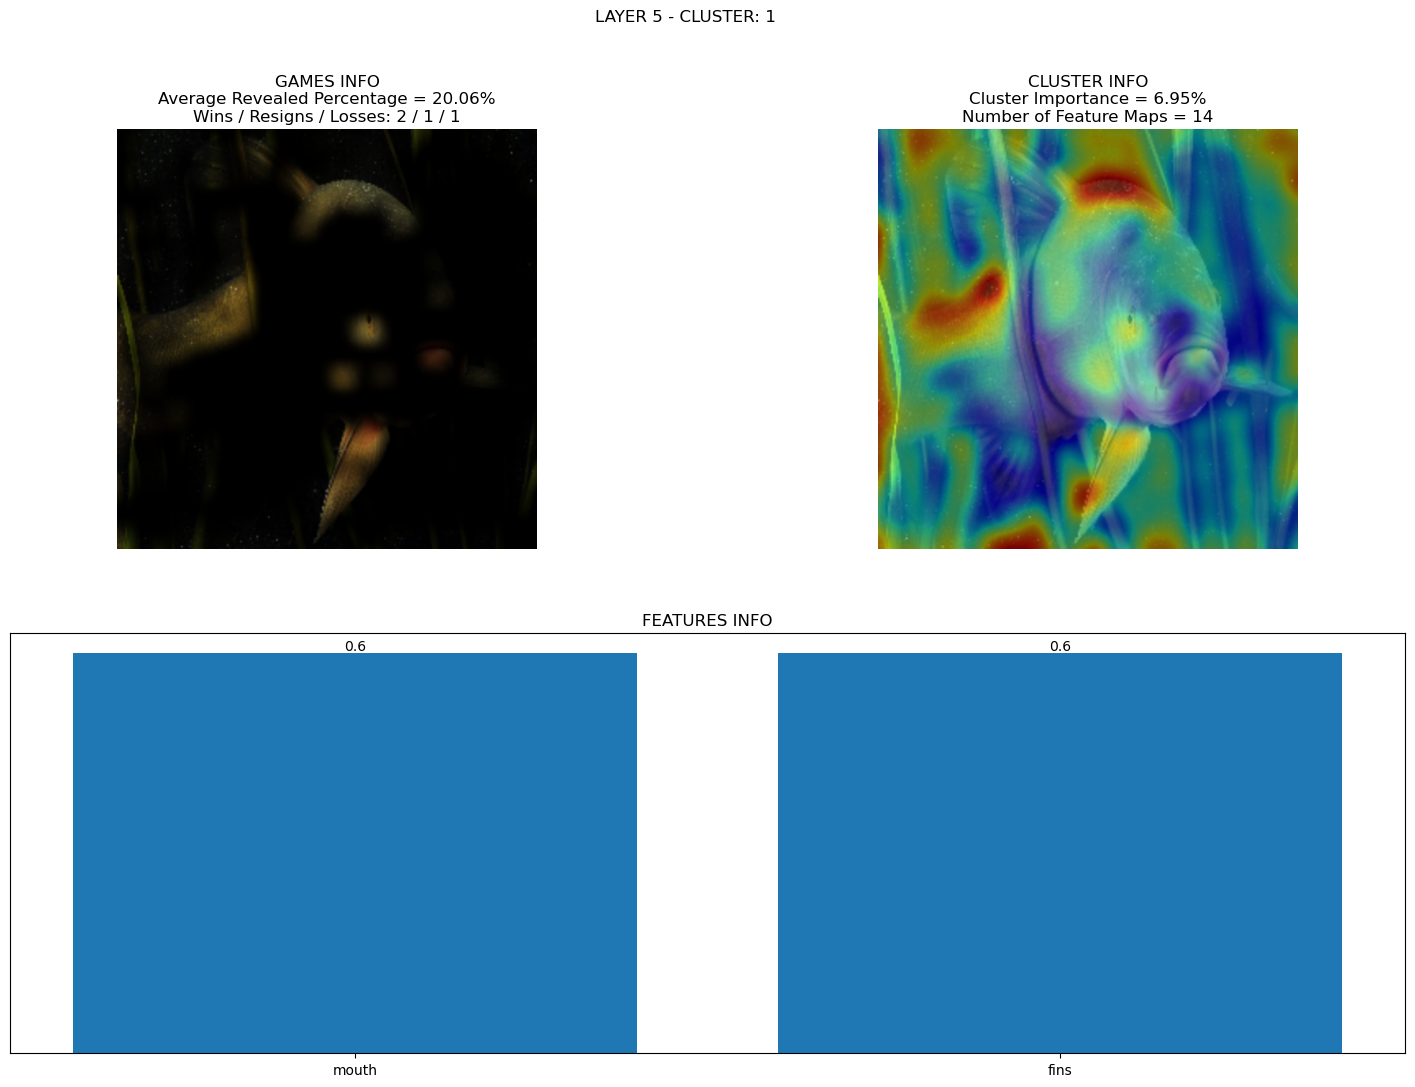 LAYER 5 - CLUSTER: 1
GAMES INFO
Average Revealed Percentage = 20.06%
Wins / Resigns / Losses: 2 / 1 / 1
CLUSTER INFO
Cluster Importance = 6.95%
Number of Feature Maps = 14
FEATURES INFO
0.6
0.6
mouth
fins